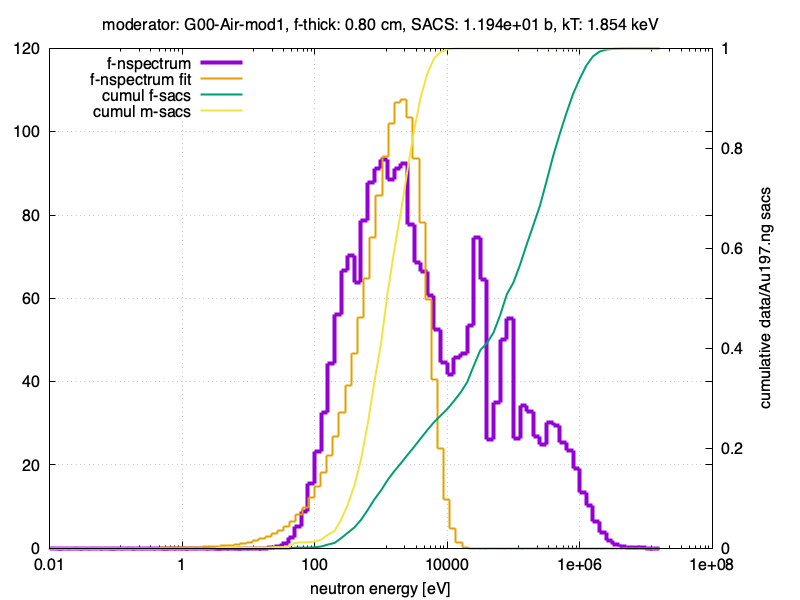 moderator: G00-Air-mod1, f-thick: 0.80 cm, SACS: 1.194e+01 b, kT: 1.854 keV
f-nspectrum
f-nspectrum fit
cumul f-sacs
cumul m-sacs
120
100
80
60
40
20
0
1
0.8
0.6
0.4
0.2
0
cumulative data/Au197.ng sacs
0.01
1
100
10000
1e+06
1e+08
neutron energy [eV]